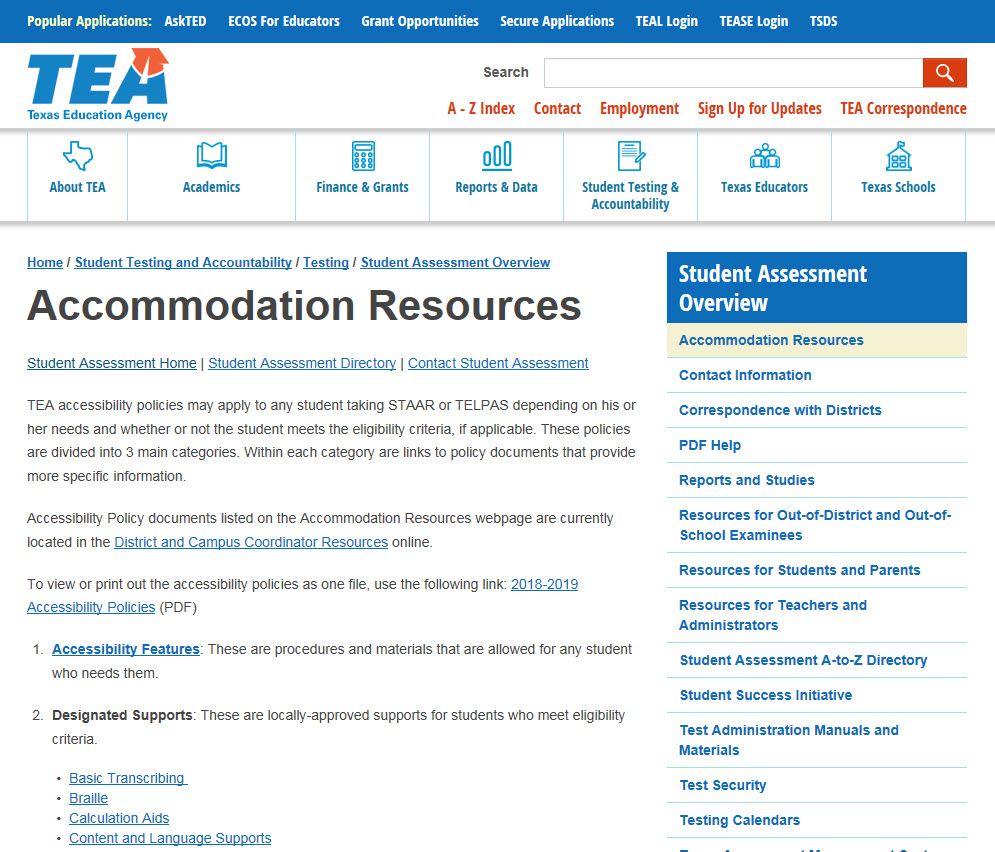 Popular Applications: AskTED ECOS For Educators Grant Opportunities Secure Applications TEAL Login TEASE Login TSDS
TEA
Texas Education Agency
Search
A - Z Index Contact Employment Sign Up for Updates TEA Correspondence
About TEA
Academics
Finance & Grants
Reports & Data
Student Testing &
Accountability
Texas Educators
Texas Schools
Home / Student Testing and Accountability / Testing / Student Assessment Overview
Accommodation Resources
Student Assessment Home | Student Assessment Directory | Contact Student Assessment
TEA accessibility policies may apply to any student taking STAAR or TELPAS depending on his or
her needs and whether or not the student meets the eligibility criteria, if applicable. These policies
are divided into 3 main categories. Within each category are links to policy documents that provide
more specific information.
Accessibility Policy documents listed on the Accommodation Resources webpage are currently
located in the District and Campus Coordinator Resources online.
To view or print out the accessibility policies as one file, use the following link: 2018-2019
Accessibility Policies (PDF)
1. Accessibility Features: These are procedures and materials that are allowed for any student
who needs them.
2. Designated Supports: These are locally-approved supports for students who meet eligibility
criteria.
• Basic Transcribing
• Braille
• Calculation Aids
• Content and Language Supports
Student Assessment
Overview
Accommodation Resources
Contact Information
Correspondence with Districts
PDF Help
Reports and Studies
Resources for Out-of-District and Out-of-
School Examinees
Resources for Students and Parents
Resources for Teachers and
Administrators
Student Assessment A-to-Z Directory
Student Success Initiative
Test Administration Manuals and
Materials
Test Security
Testing Calendars